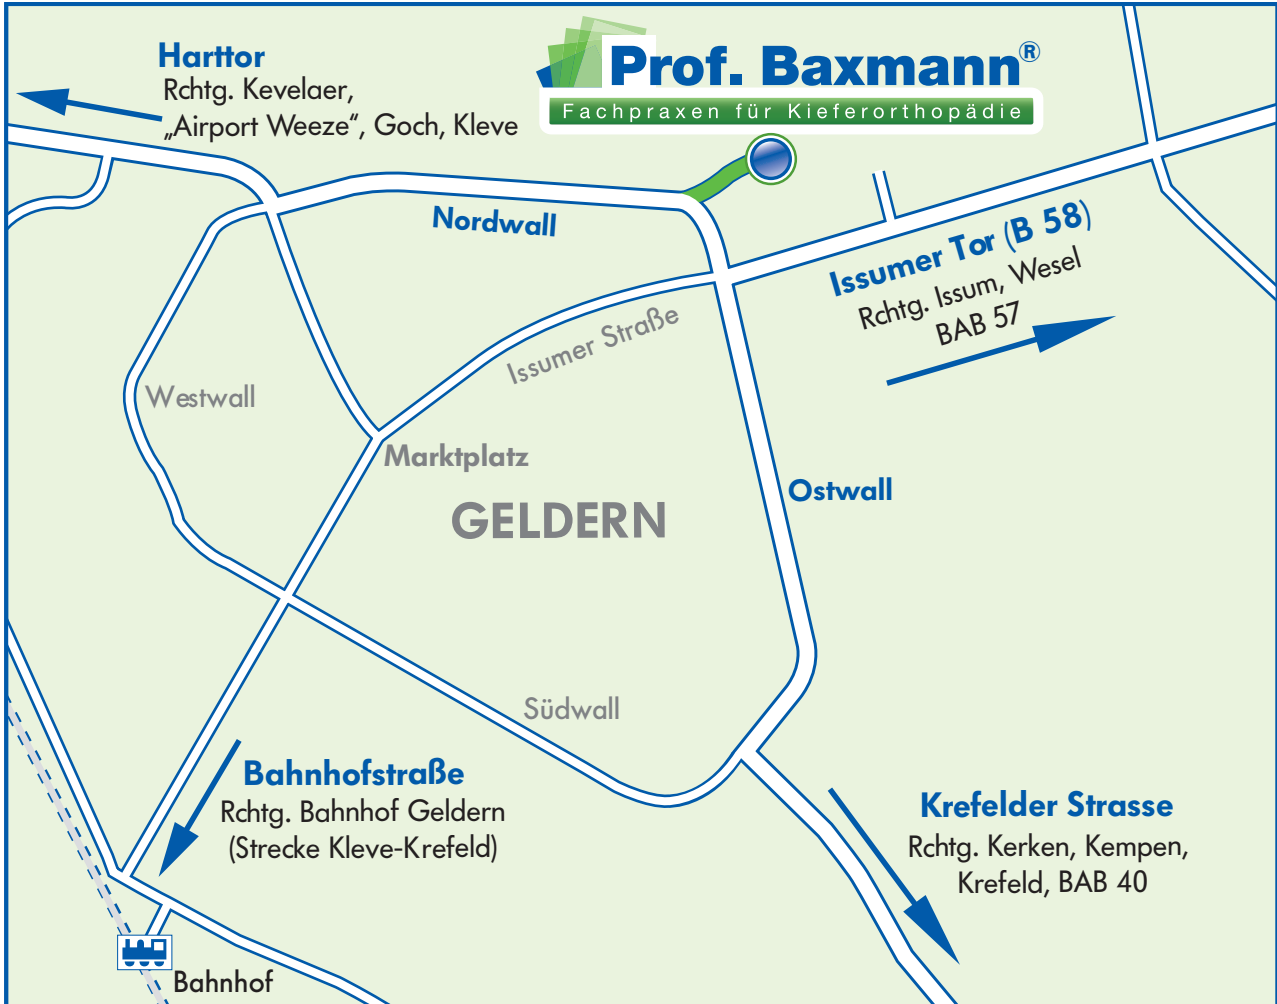 Harttor
Rchtg. Kevelaer,
„Airport Weeze“, Goch, Kleve
Prof. Baxmann®
Fachpraxen für Kieferorthopädie
Nordwall
Issumer Tor (B 58)
Rchtg. Issum, Wesel
BAB 57
Issumer Straße
Westwall
Marktplatz
GELDERN
Ostwall
Südwall
Bahnhofstraße
Rchtg. Bahnhof Geldern
(Strecke Kleve-Krefeld)
Krefelder Strasse
Rchtg. Kerken, Kempen,
Krefeld, BAB 40
Bahnhof